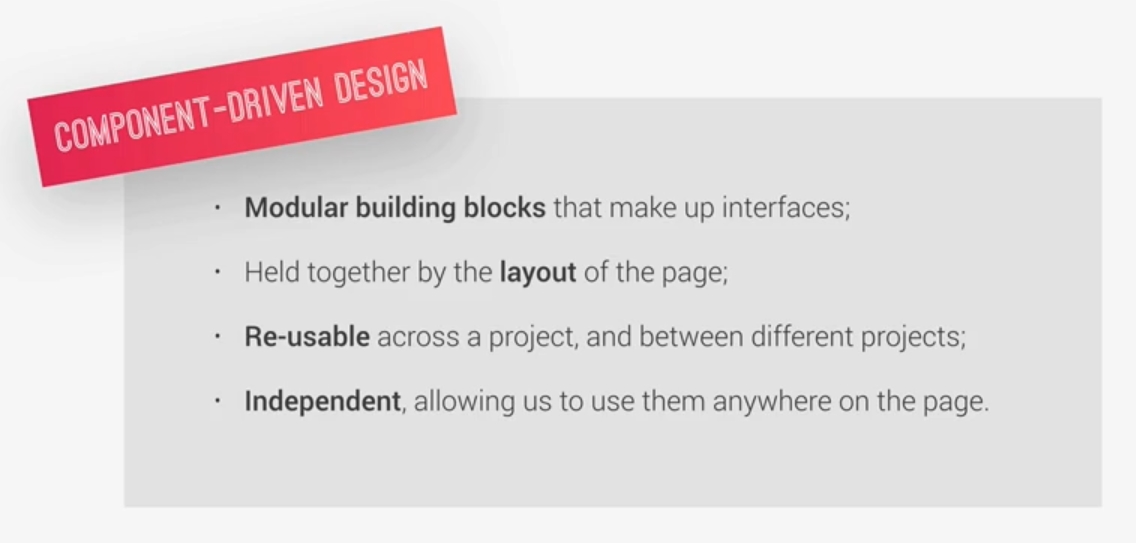 COMPONENT-DRIVEN DESIGN
· Modular building blocks that make up interfaces;
· Held together by the layout of the page;
· Re-usable across a project, and between different projects;
· Independent, allowing us to use them anywhere on the page.